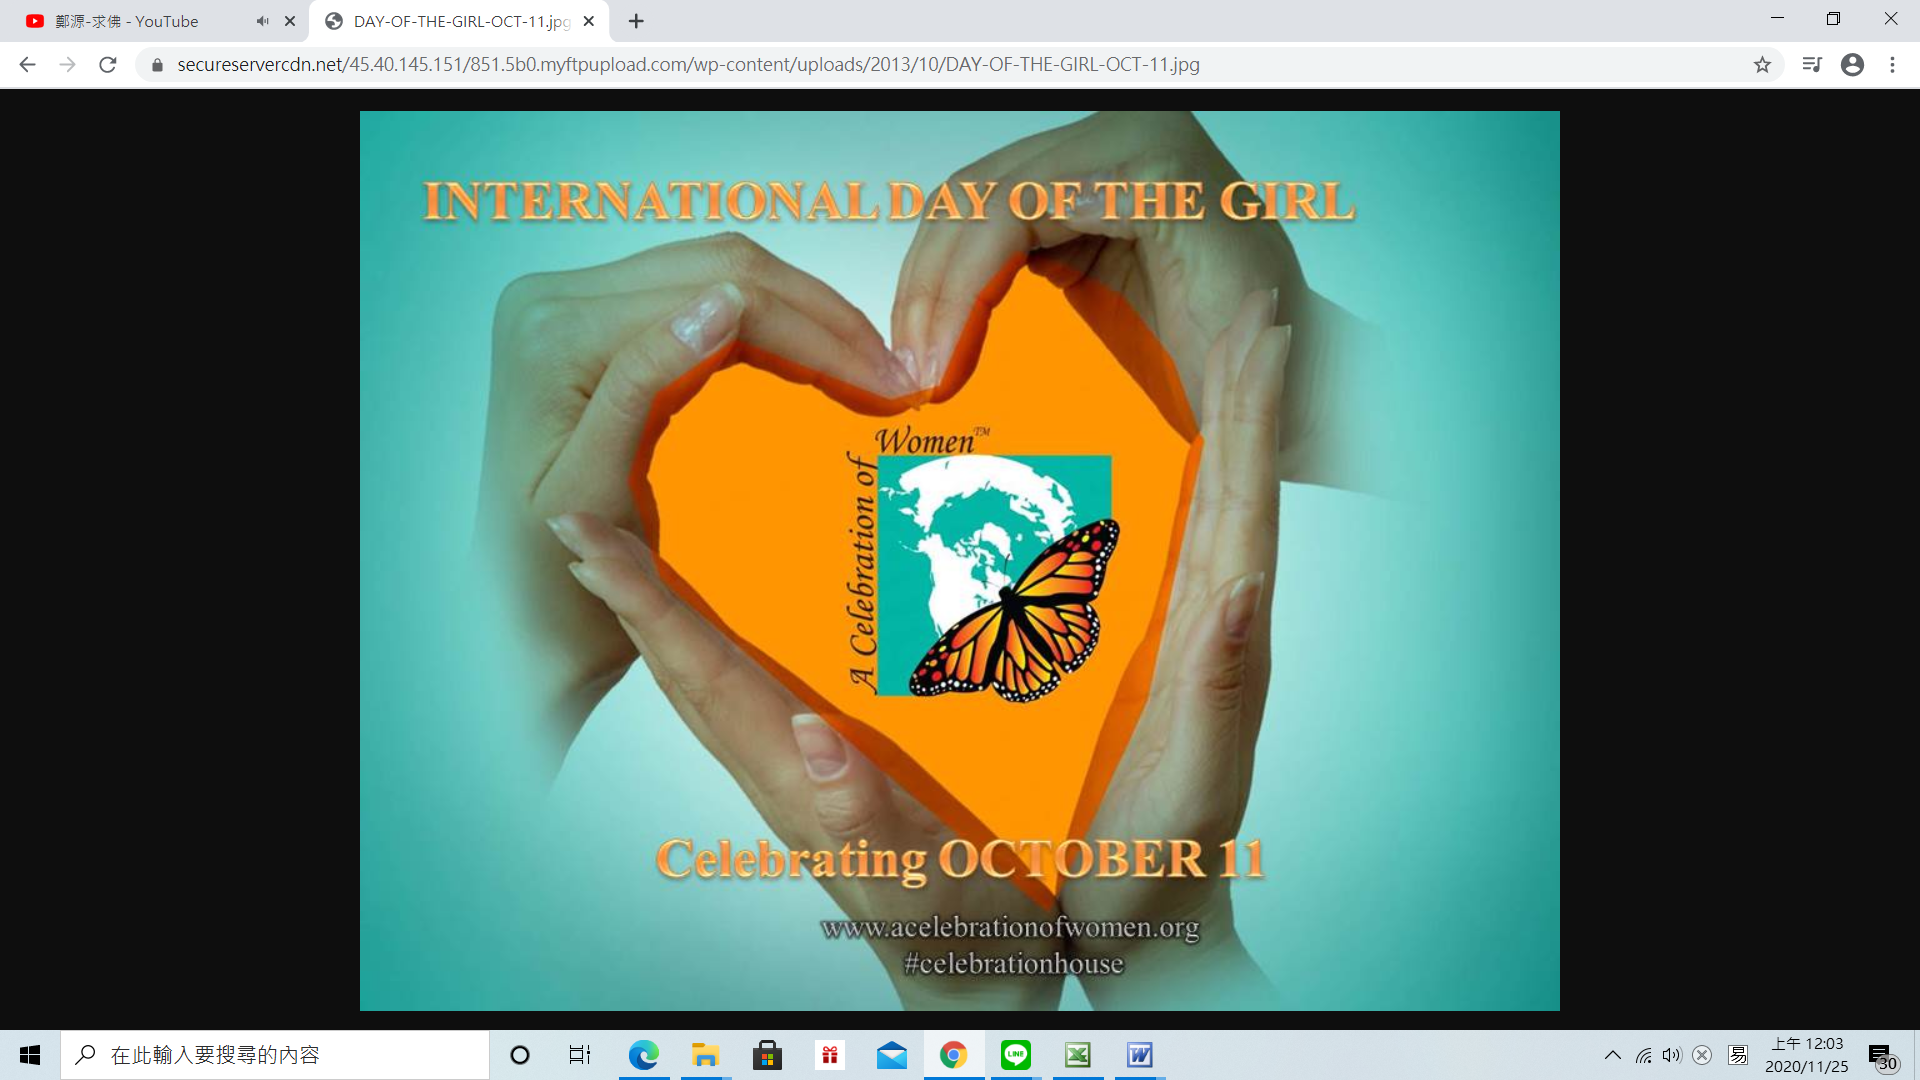 鄭源-求佛 - YouTube
DAY-OF-THE-GIRL-OCT-11.jpg
secureservercdn.net/45.40.145.151/851.5b0.myftpupload.com/wp-content/uploads/2013/10/DAY-OF-THE-GIRL-OCT-11.jpg
INTERNATIONAL DAY OF THE GIRL
A Celebration of
Women™
Celebrating OCTOBER 11
www.acelebrationofwomen.org
#celebrationhouse
在此輸入要搜尋的內容
LINE
易
上午 12:03
2020/11/25
30